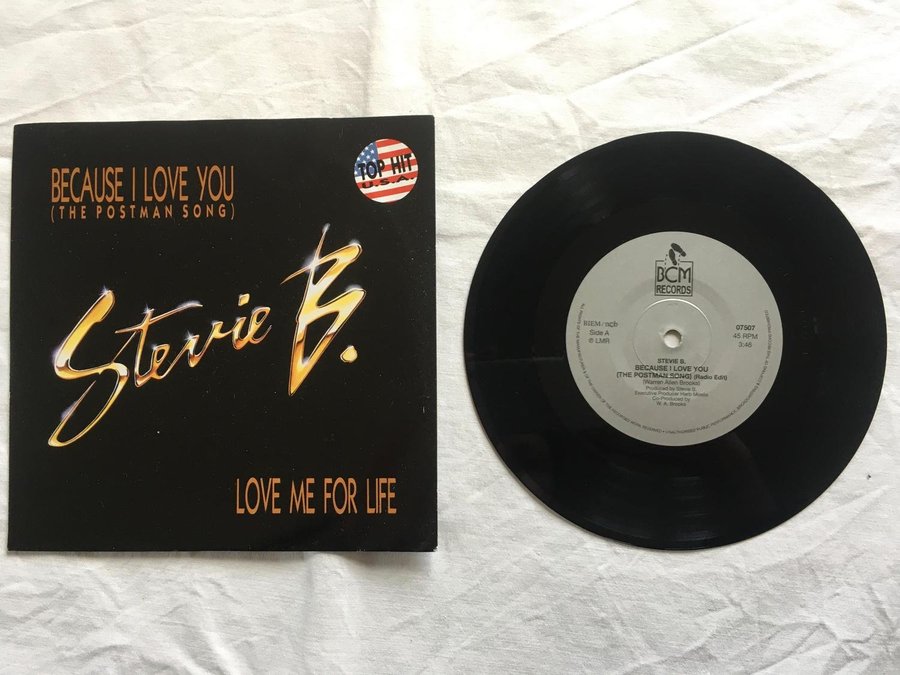 BECAUSE I LOVE YOU
(THE POSTMAN SONG)
TOP HIT
U.S.A.
Stevie B.
LOVE ME FOR LIFE
BCM
RECORDS
BIEM/
Side A
℗ LMR
07507
45 RPM
3:46
STEVIE B.
BECAUSE I LOVE YOU
(THE POSTMAN SONG) (Radio Edit)
(Warren Allen Brooks)
Produced by Stevie B.
Executive Producer Herb Moelis
Co-Produced by
W. A. Brooks